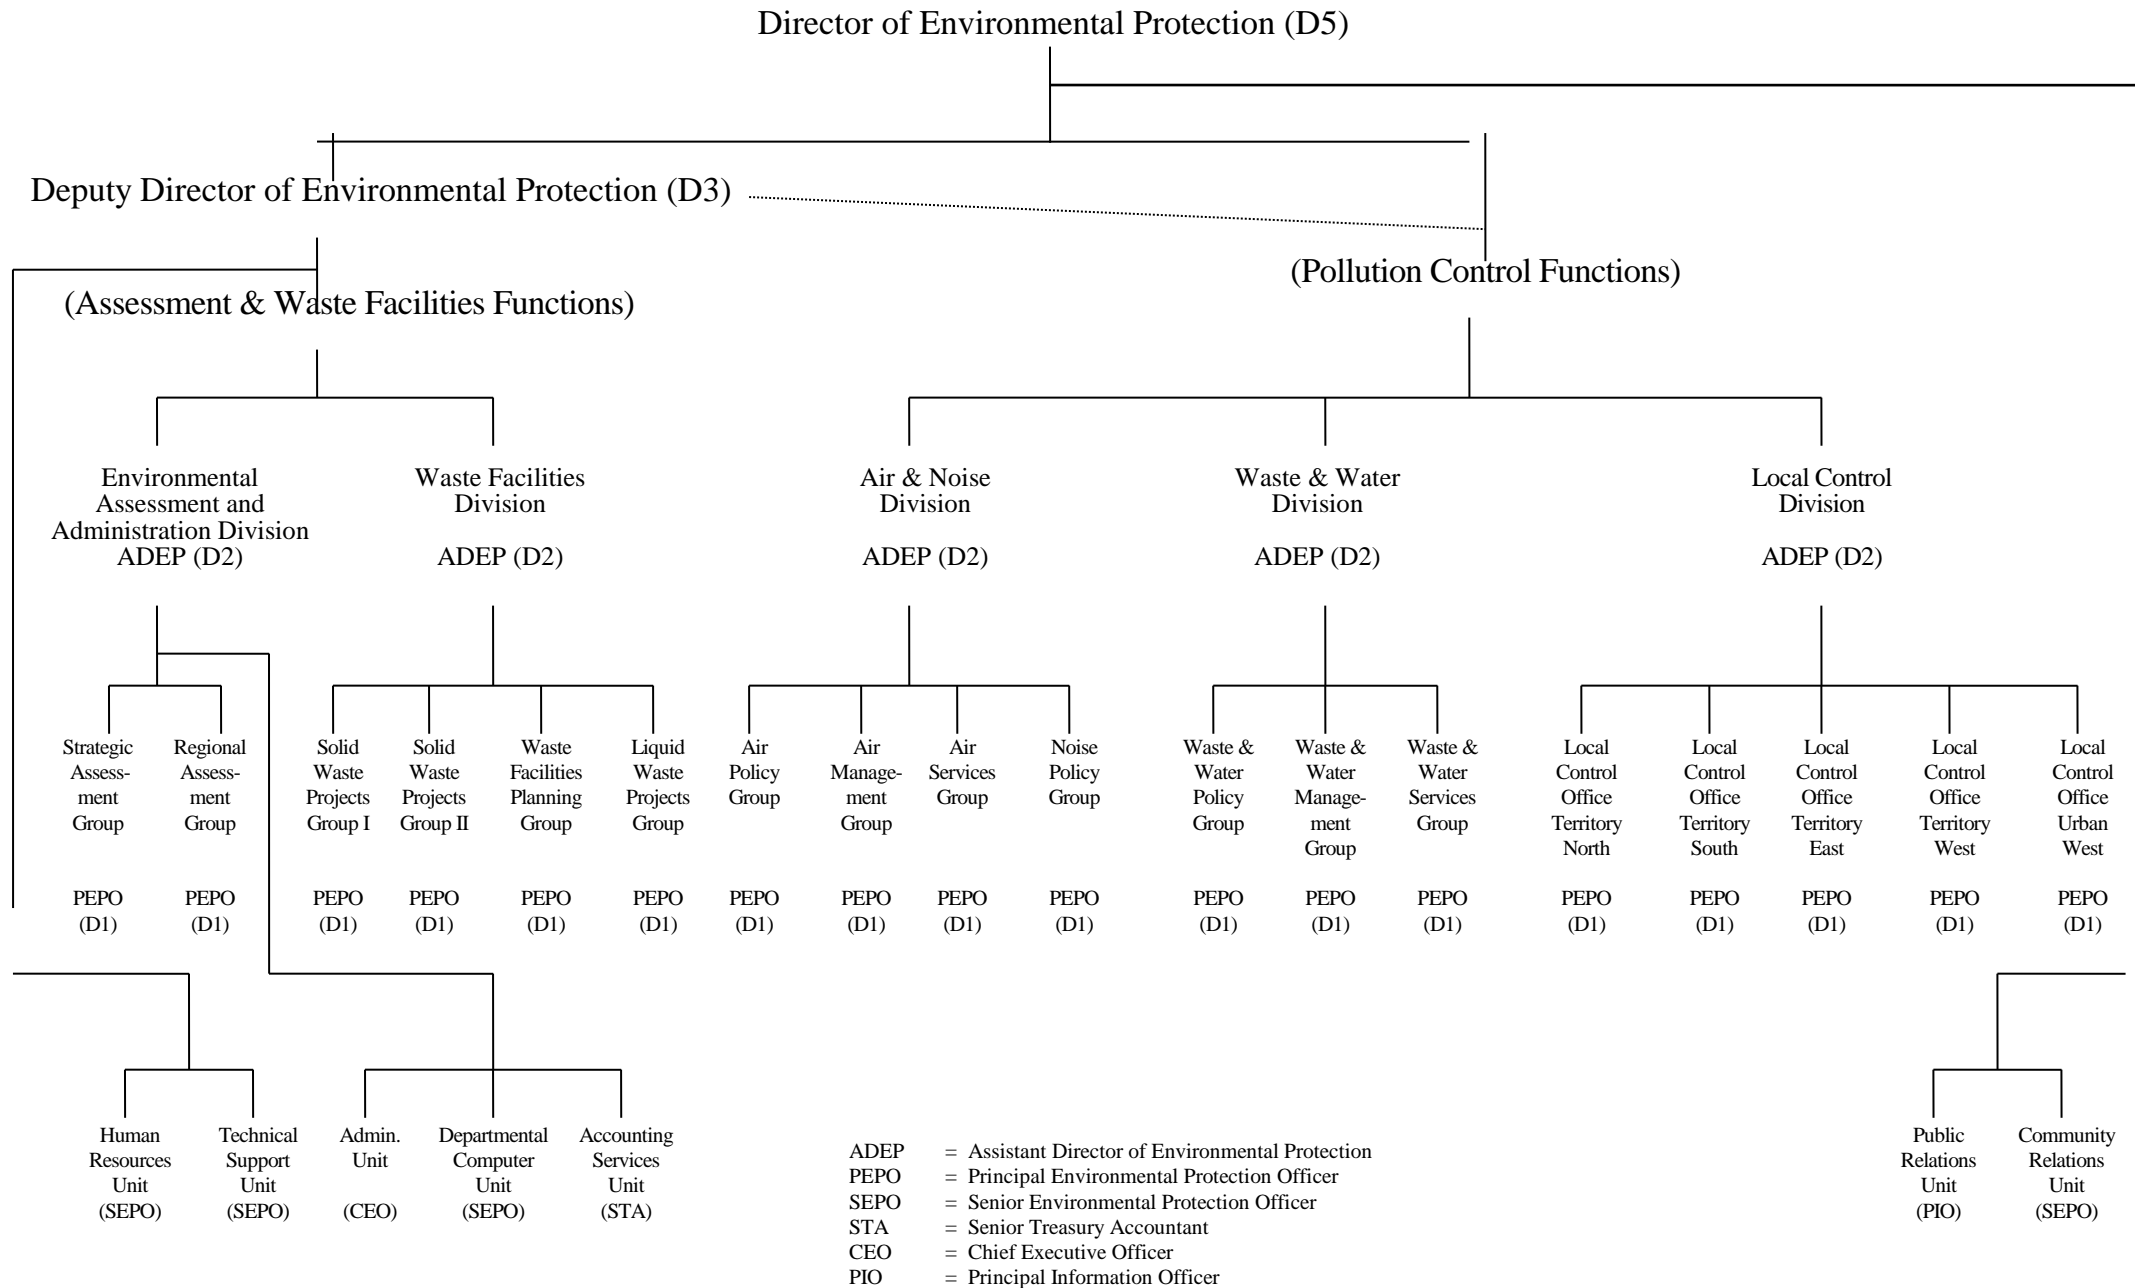 Director of Environmental Protection (D5)
Deputy Director of Environmental Protection (D3)
(Pollution Control Functions)
(Assessment & Waste Facilities Functions)
Environmental
Assessment and
Administration Division
ADEP (D2)
Waste Facilities
Division
ADEP (D2)
Air & Noise
Division
ADEP (D2)
Waste & Water
Division
ADEP (D2)
Local Control
Division
ADEP (D2)
Strategic
Assess-
ment
Group
PEPO
(D1)
Regional
Assess-
ment
Group
PEPO
(D1)
Solid
Waste
Projects
Group I
PEPO
(D1)
Solid
Waste
Projects
Group II
PEPO
(D1)
Waste
Facilities
Planning
Group
PEPO
(D1)
Liquid
Waste
Projects
Group
PEPO
(D1)
Air
Policy
Group
PEPO
(D1)
Air
Manage-
ment
Group
PEPO
(D1)
Air
Services
Group
PEPO
(D1)
Noise
Policy
Group
PEPO
(D1)
Waste &
Water
Policy
Group
PEPO
(D1)
Waste &
Water
Manage-
ment
Group
PEPO
(D1)
Waste &
Water
Services
Group
PEPO
(D1)
Local
Control
Office
Territory
North
PEPO
(D1)
Local
Control
Office
Territory
South
PEPO
(D1)
Local
Control
Office
Territory
East
PEPO
(D1)
Local
Control
Office
Territory
West
PEPO
(D1)
Local
Control
Office
Urban
West
PEPO
(D1)
Human
Resources
Unit
(SEPO)
Technical
Support
Unit
(SEPO)
Admin.
Unit
(CEO)
Departmental
Computer
Unit
(SEPO)
Accounting
Services
Unit
(STA)
Public
Relations
Unit
(PIO)
Community
Relations
Unit
(SEPO)
ADEP = Assistant Director of Environmental Protection
PEPO = Principal Environmental Protection Officer
SEPO = Senior Environmental Protection Officer
STA = Senior Treasury Accountant
CEO = Chief Executive Officer
PIO = Principal Information Officer